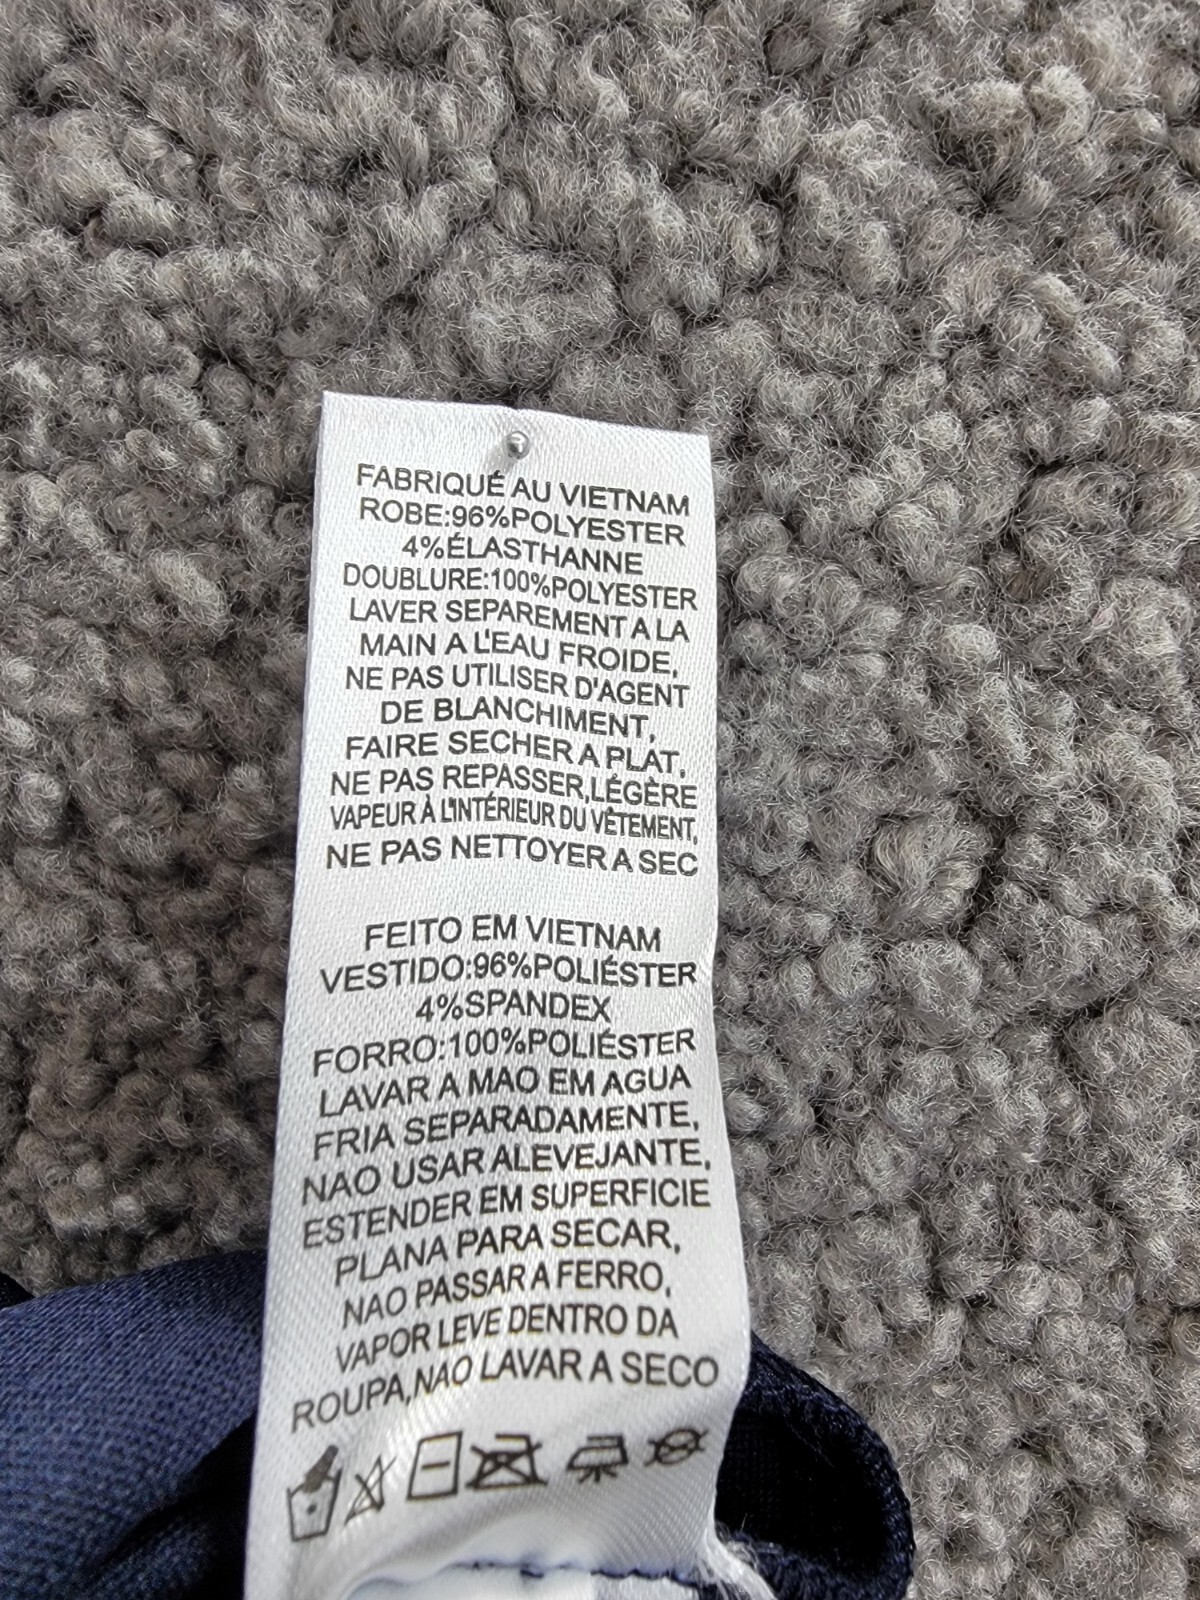 FABRIQUÉ AU VIETNAM
ROBE:96%POLYESTER
4%ÉLASTHANNE
DOUBLURE:100%POLYESTER
LAVER SEPAREMENT A LA
MAIN A L'EAU FROIDE,
NE PAS UTILISER D'AGENT
DE BLANCHIMENT,
FAIRE SECHER A PLAT,
NE PAS REPASSER,LÉGÈRE
VAPEUR À L'INTÉRIEUR DU VÊTEMENT,
NE PAS NETTOYER A SEC
FEITO EM VIETNAM
VESTIDO:96%POLIÉSTER
4%SPANDEX
FORRO:100%POLIÉSTER
LAVAR A MAO EM AGUA
FRIA SEPARADAMENTE,
NAO USAR ALEVEJANTE,
ESTENDER EM SUPERFICIE
PLANA PARA SECAR,
NAO PASSAR A FERRO,
VAPOR LEVE DENTRO DA
ROUPA,NAO LAVAR A SECO